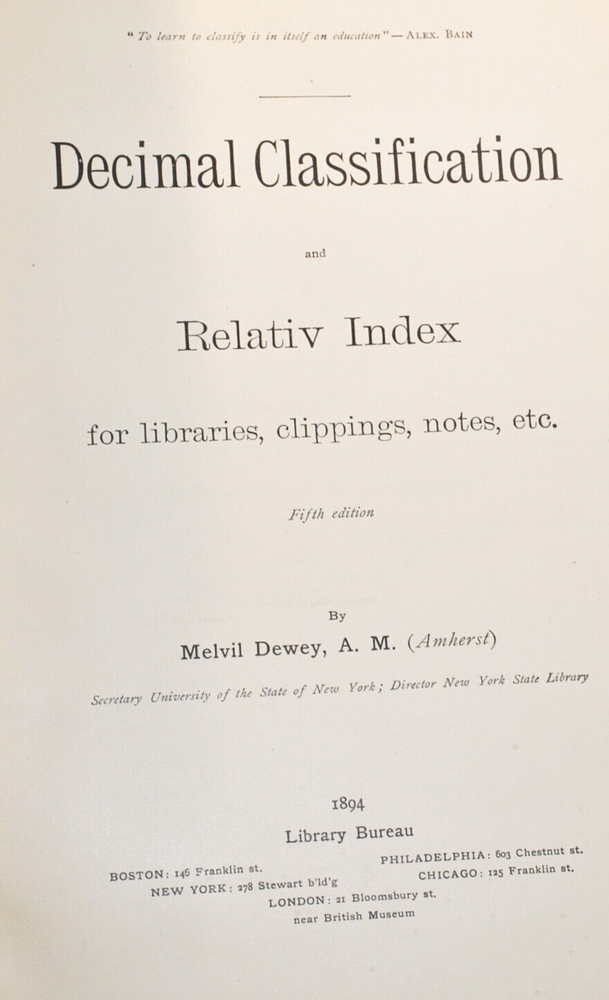 "To learn to classify is in itself an education" — ALEX. BAIN
Decimal Classification
and
Relativ Index
for libraries, clippings, notes, etc.
Fifth edition
By
Melvil Dewey, A. M. (Amherst)
Secretary University of the State of New York; Director New York State Library
1894
Library Bureau
BOSTON: 146 Franklin st. PHILADELPHIA: 603 Chestnut st.
NEW YORK: 278 Stewart b'ld'g CHICAGO: 125 Franklin st.
LONDON: 21 Bloomsbury st.
near British Museum